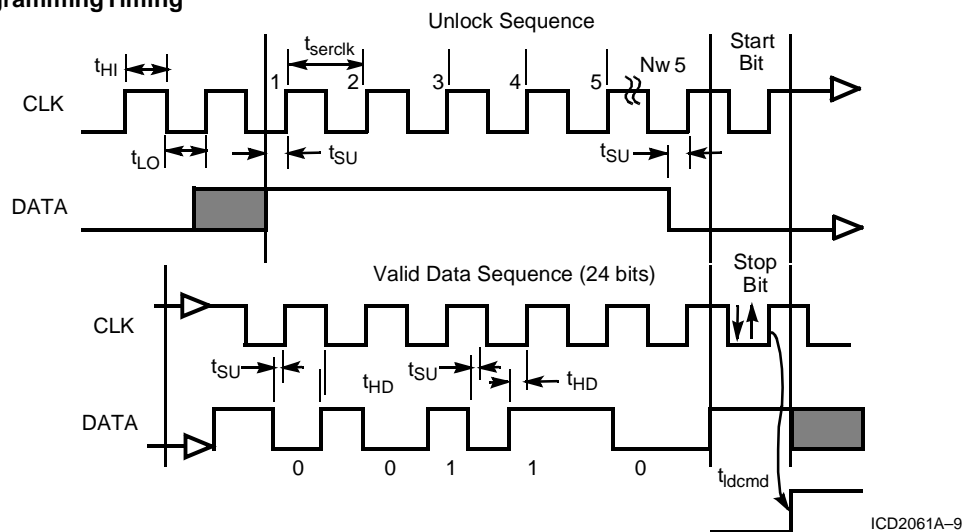 grammingTiming
Unlock Sequence
Start
Bit
tHI
tserclk
1
2
3
4
5
Nw 5
CLK
tLO
tSU
tSU
DATA
Valid Data Sequence (24 bits)
Stop
Bit
CLK
tSU
tHD
tSU
tHD
DATA
0
0
1
1
0
tldcmd
ICD2061A–9